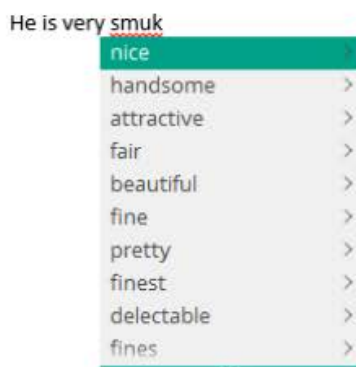 He is very smuk
nice
handsome
attractive
fair
beautiful
fine
pretty
finest
delectable
fines